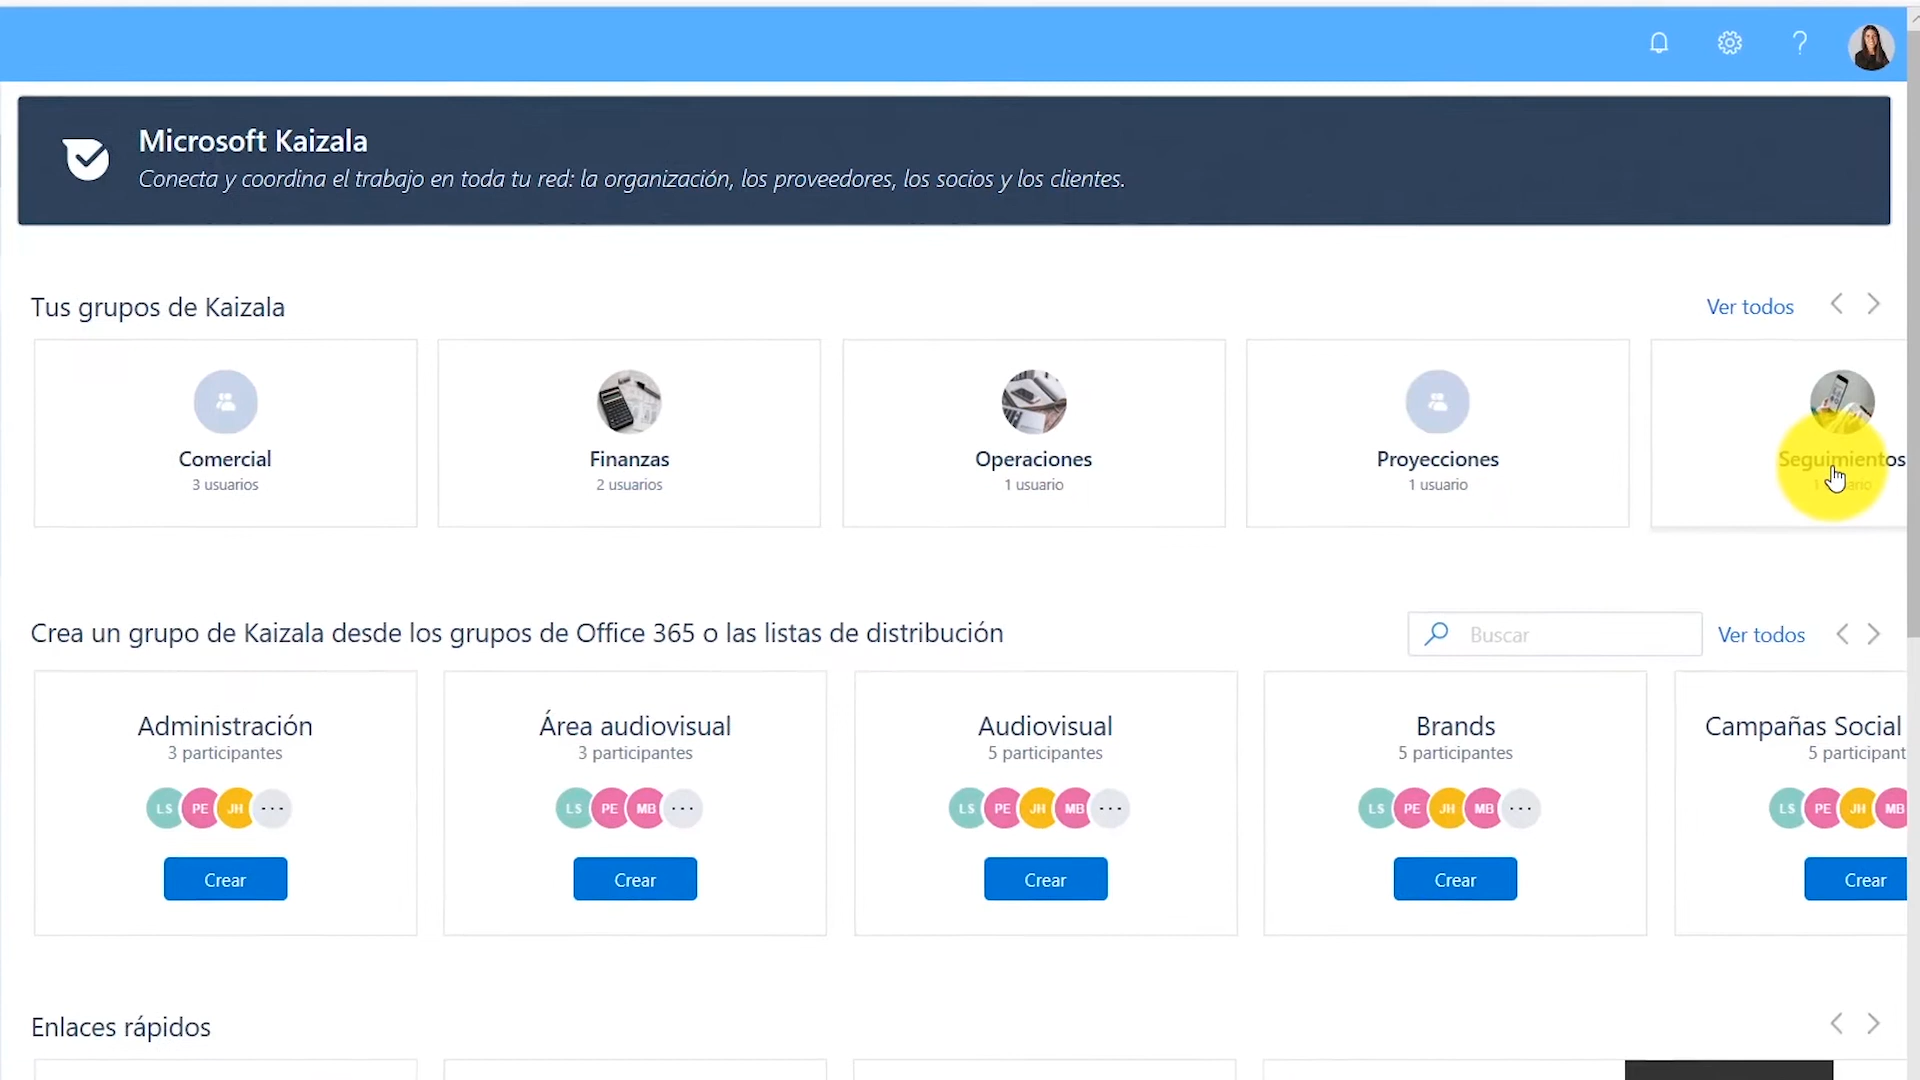 Microsoft Kaizala
Conecta y coordina el trabajo en toda tu red: la organización, los proveedores, los socios y los clientes.
Tus grupos de Kaizala
Ver todos
Comercial
3 usuarios
Finanzas
2 usuarios
Operaciones
1 usuario
Proyecciones
1 usuario
Seguimientos
Crea un grupo de Kaizala desde los grupos de Office 365 o las listas de distribución
Buscar
Ver todos
Administración
3 participantes
LS PE JH ...
Crear
Área audiovisual
3 participantes
LS PE MB ...
Crear
Audiovisual
5 participantes
LS PE JH MB ...
Crear
Brands
5 participantes
LS PE JH MB ...
Crear
Campañas Social
5 participant
LS PE JH MB
Crear
Enlaces rápidos